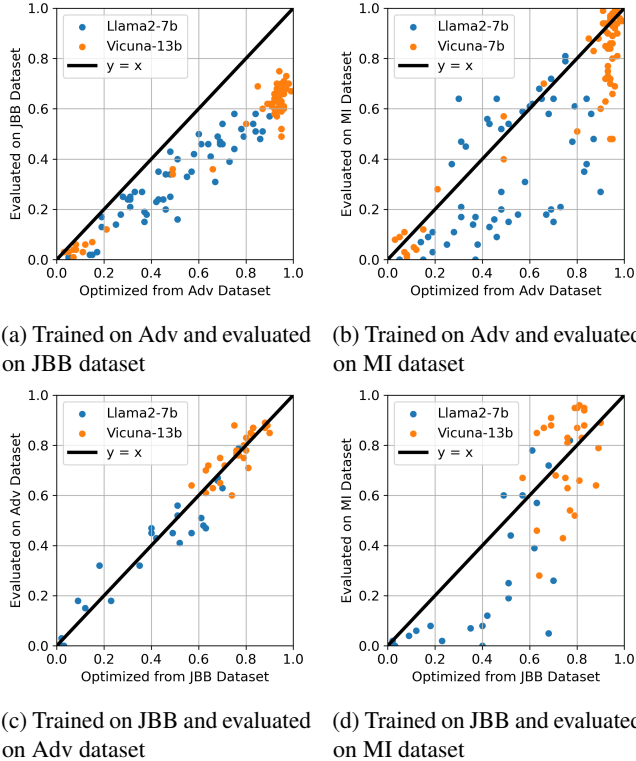 Llama2-7b
Vicuna-13b
y = x
Evaluated on JBB Dataset
1.0
0.8
0.6
0.4
0.2
0.0
0.0 0.2 0.4 0.6 0.8 1.0
Optimized from Adv Dataset
(a) Trained on Adv and evaluated
on JBB dataset
Llama2-7b
Vicuna-7b
y = x
Evaluated on MI Dataset
1.0
0.8
0.6
0.4
0.2
0.0
0.0 0.2 0.4 0.6 0.8 1.0
Optimized from Adv Dataset
(b) Trained on Adv and evaluated
on MI dataset
Llama2-7b
Vicuna-13b
y = x
Evaluated on Adv Dataset
1.0
0.8
0.6
0.4
0.2
0.0
0.0 0.2 0.4 0.6 0.8 1.0
Optimized from JBB Dataset
(c) Trained on JBB and evaluated
on Adv dataset
Llama2-7b
Vicuna-13b
y = x
Evaluated on MI Dataset
1.0
0.8
0.6
0.4
0.2
0.0
0.0 0.2 0.4 0.6 0.8 1.0
Optimized from JBB Dataset
(d) Trained on JBB and evaluated
on MI dataset